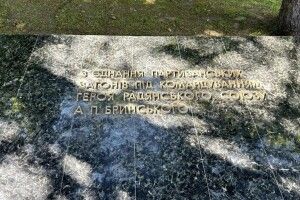 З'ЄДНАННЯ ПАРТИЗАНСЬКИХ
ЗАГОНІВ ПІД КОМАНДУВАННЯМ
ГЕРОЯ РАДЯНСЬКОГО СОЮЗУ
А.П.БРИНСЬКОГО